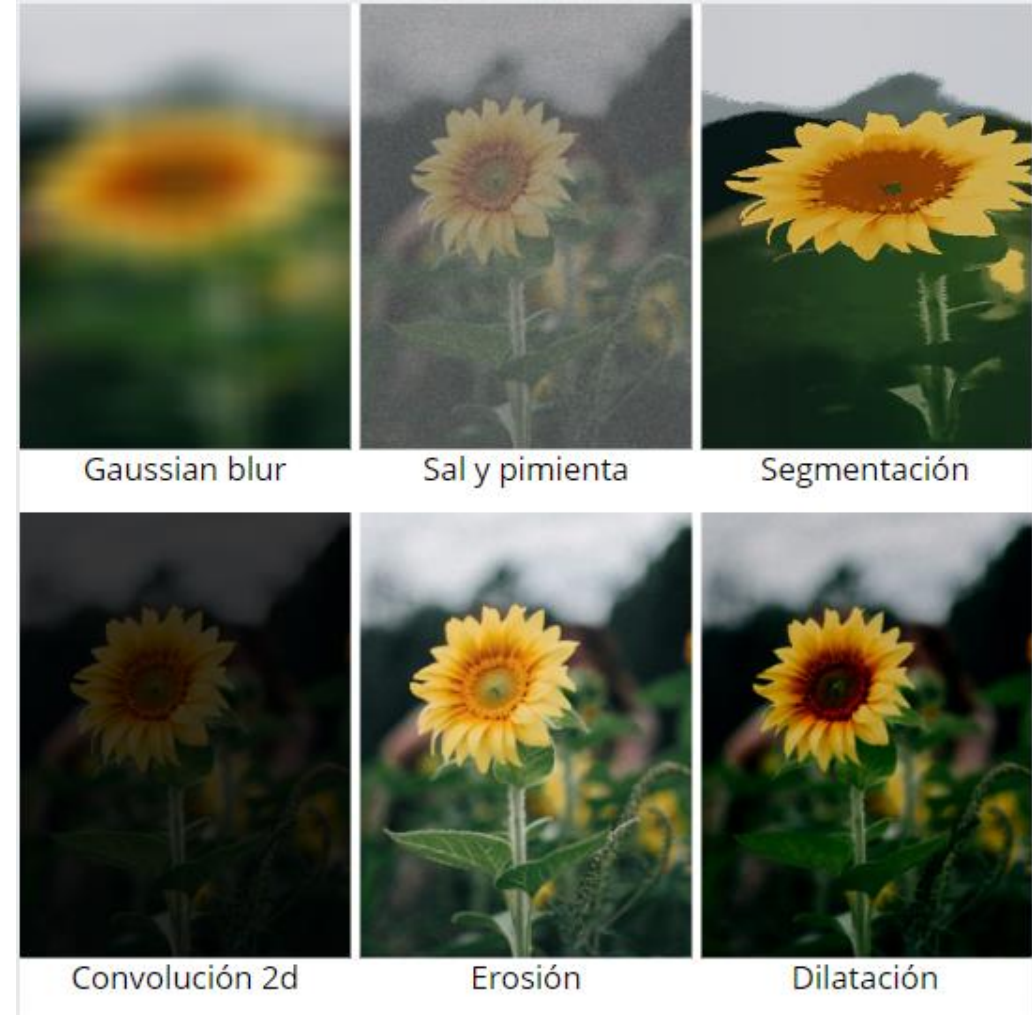 Gaussian blur
Sal y pimienta
Segmentación
Convolución 2d
Erosión
Dilatación